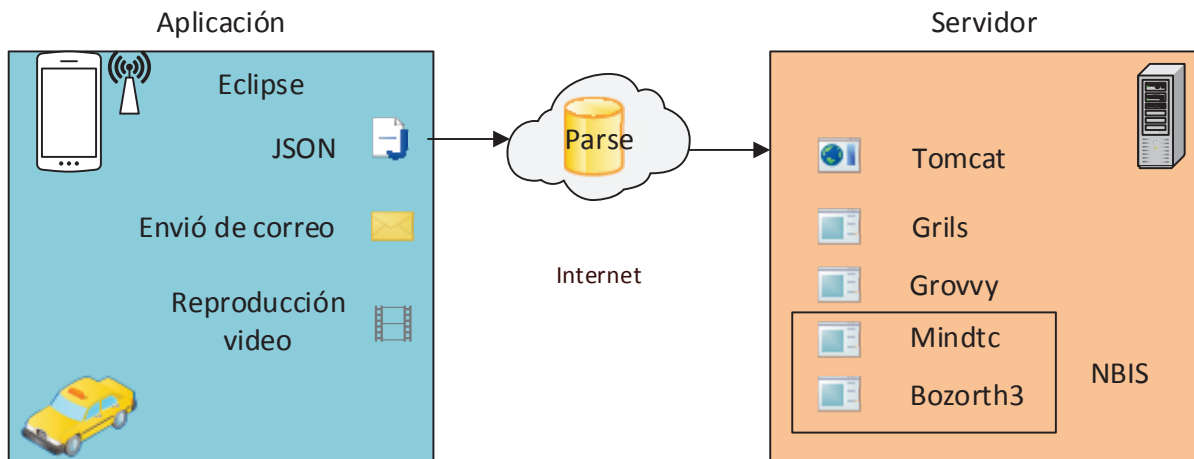 Aplicación
Servidor
Eclipse
JSON
Envió de correo
Reproducción
video
Parse
Internet
Tomcat
Grils
Grovvy
Mindtc
Bozorth3
NBIS